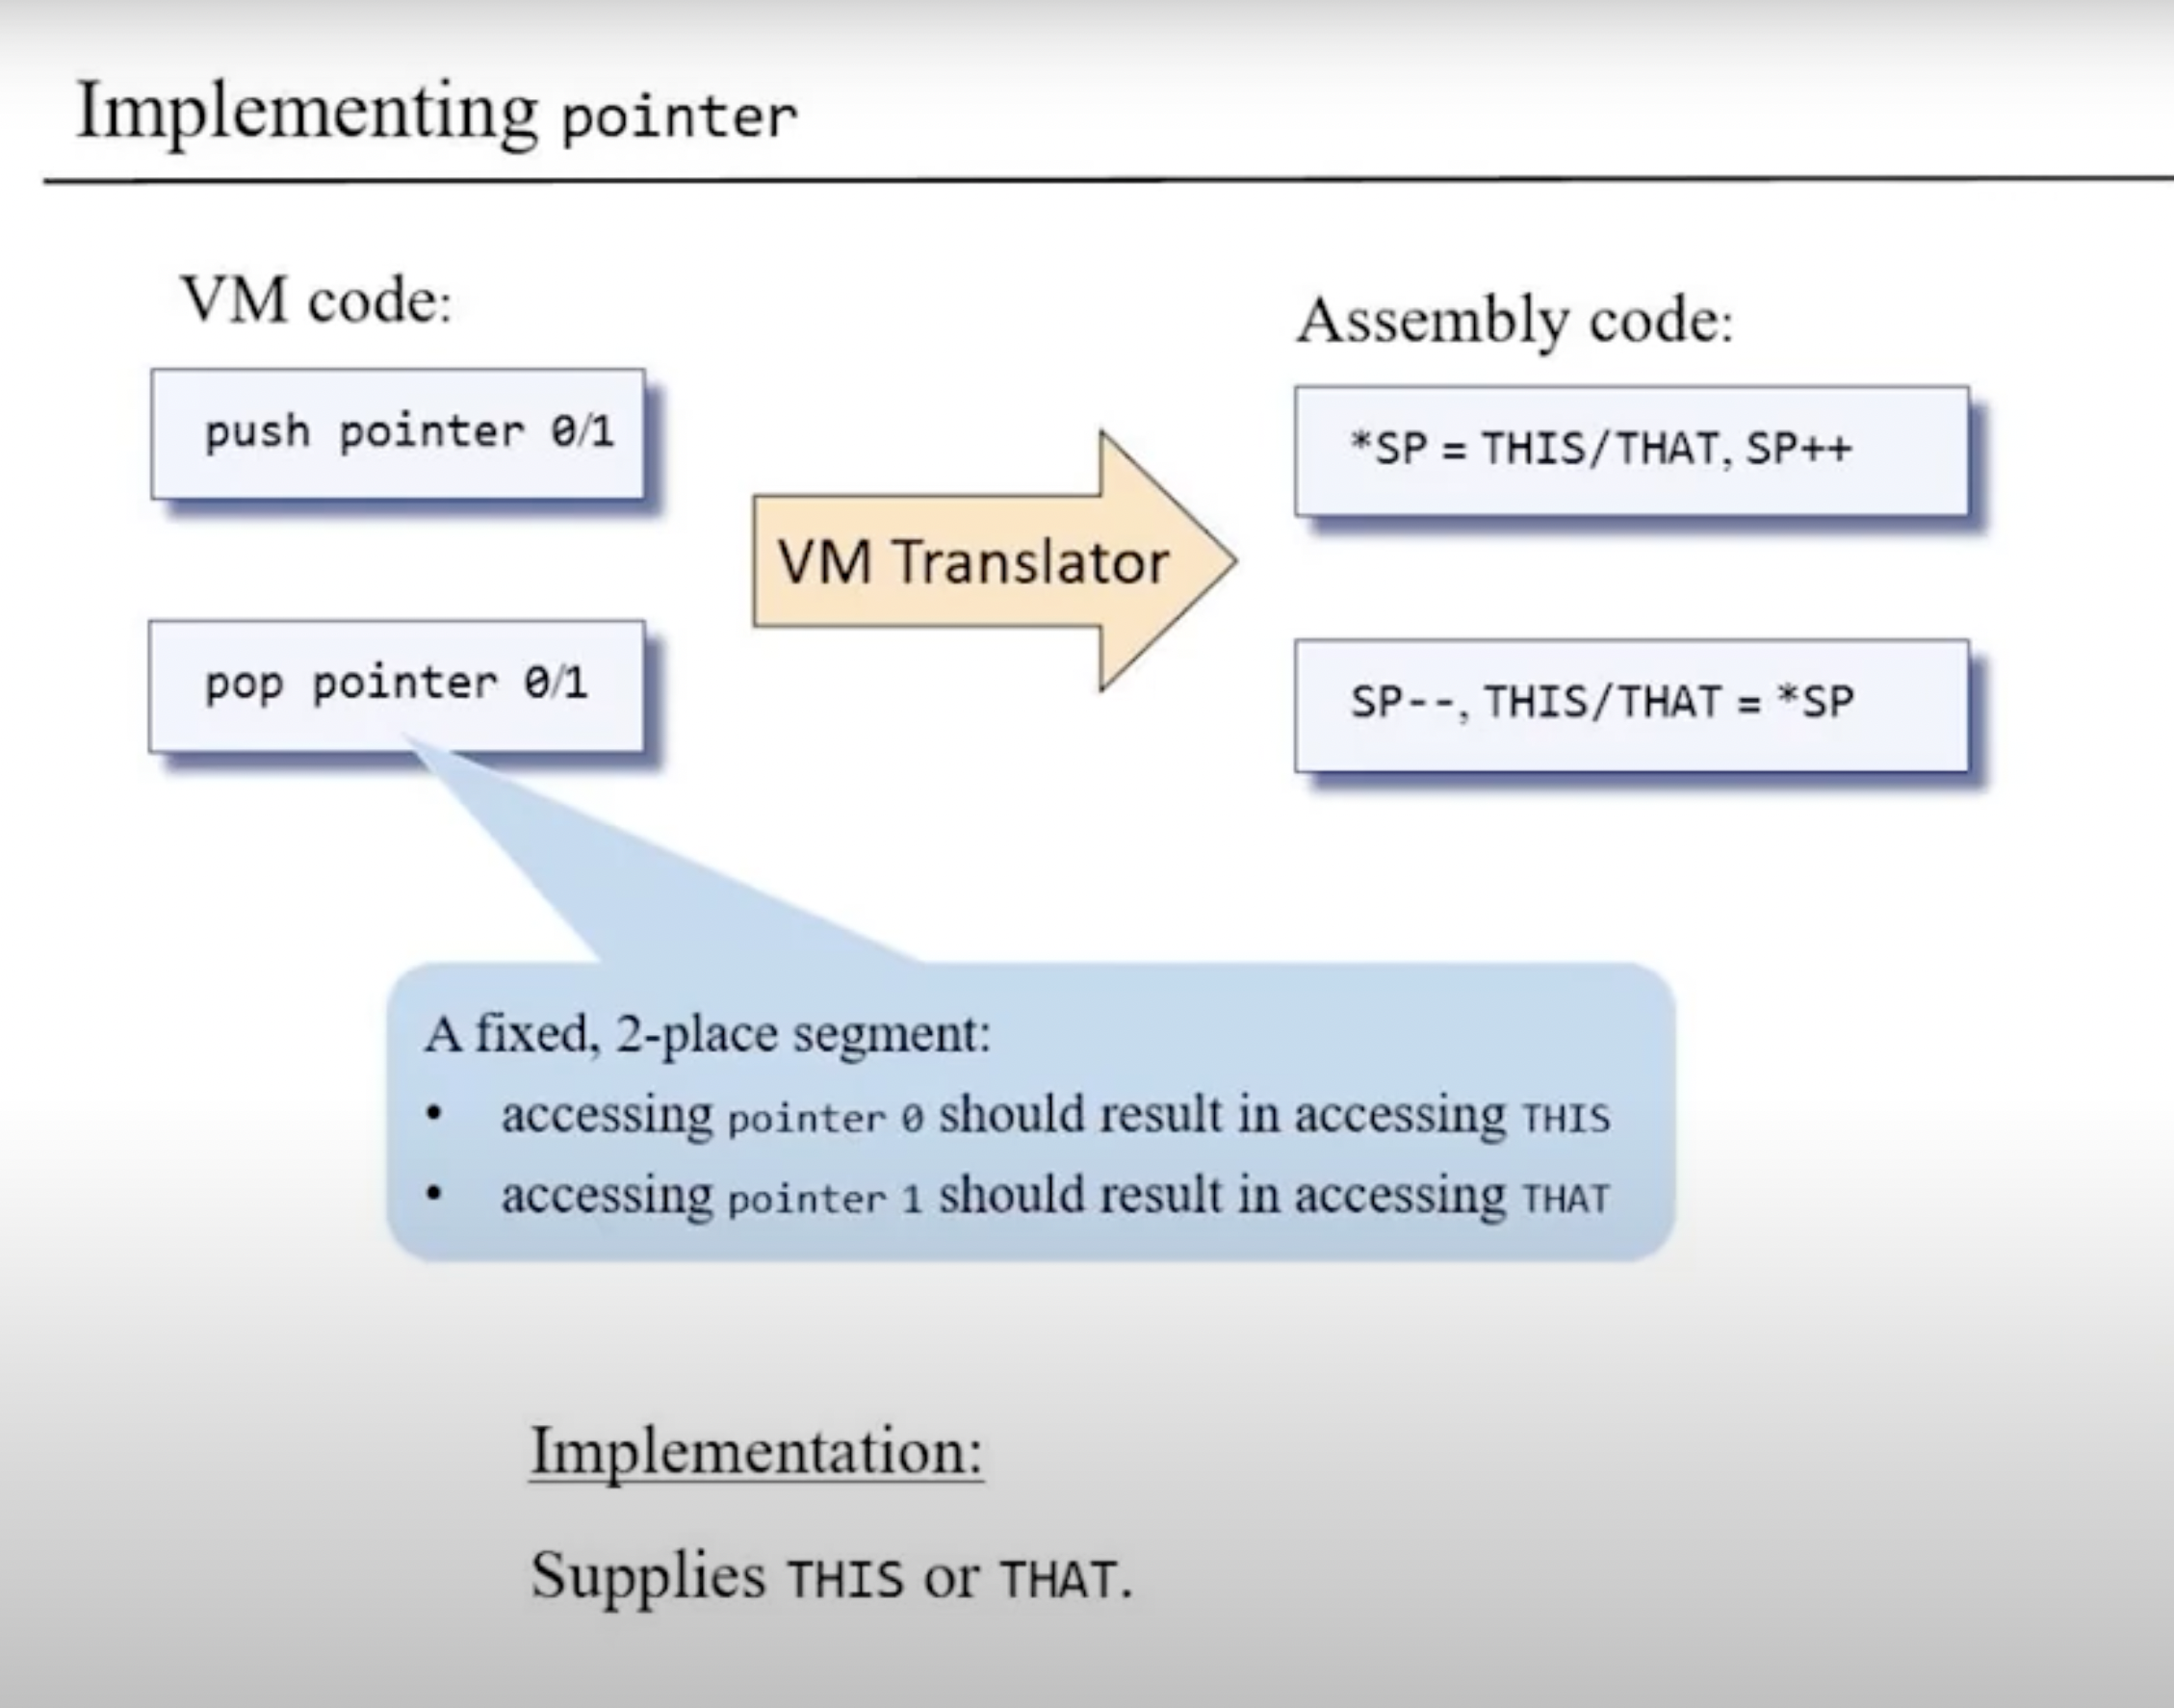 Implementing pointer
VM code:
push pointer 0/1
pop pointer 0/1
VM Translator
Assembly code:
*SP = THIS/THAT, SP++
SP--, THIS/THAT = *SP
A fixed, 2-place segment:
• accessing pointer 0 should result in accessing THIS
• accessing pointer 1 should result in accessing THAT
Implementation:
Supplies THIS or THAT.